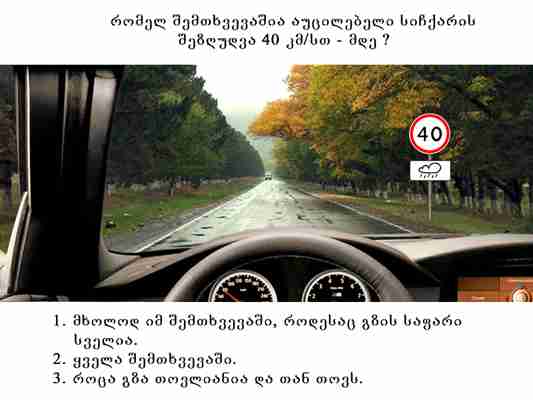 რომელ შემთხვევაშია აუცილებელი სიჩქარის
შეზღუდვა 40 კმ/სთ - მდე ?
40
1. მხოლოდ იმ შემთხვევაში, როდესაც გზის საფარი
სველია.
2. ყველა შემთხვევაში.
3. როცა გზა თოვლიანია და თან თოვს.